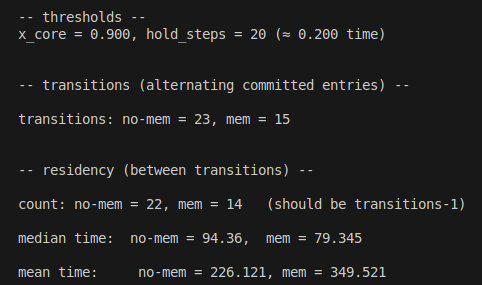 -- thresholds --
x_core = 0.900, hold_steps = 20 (≈ 0.200 time)
-- transitions (alternating committed entries) --
transitions: no-mem = 23, mem = 15
-- residency (between transitions) --
count: no-mem = 22, mem = 14   (should be transitions-1)
median time:  no-mem = 94.36,  mem = 79.345
mean time:     no-mem = 226.121, mem = 349.521